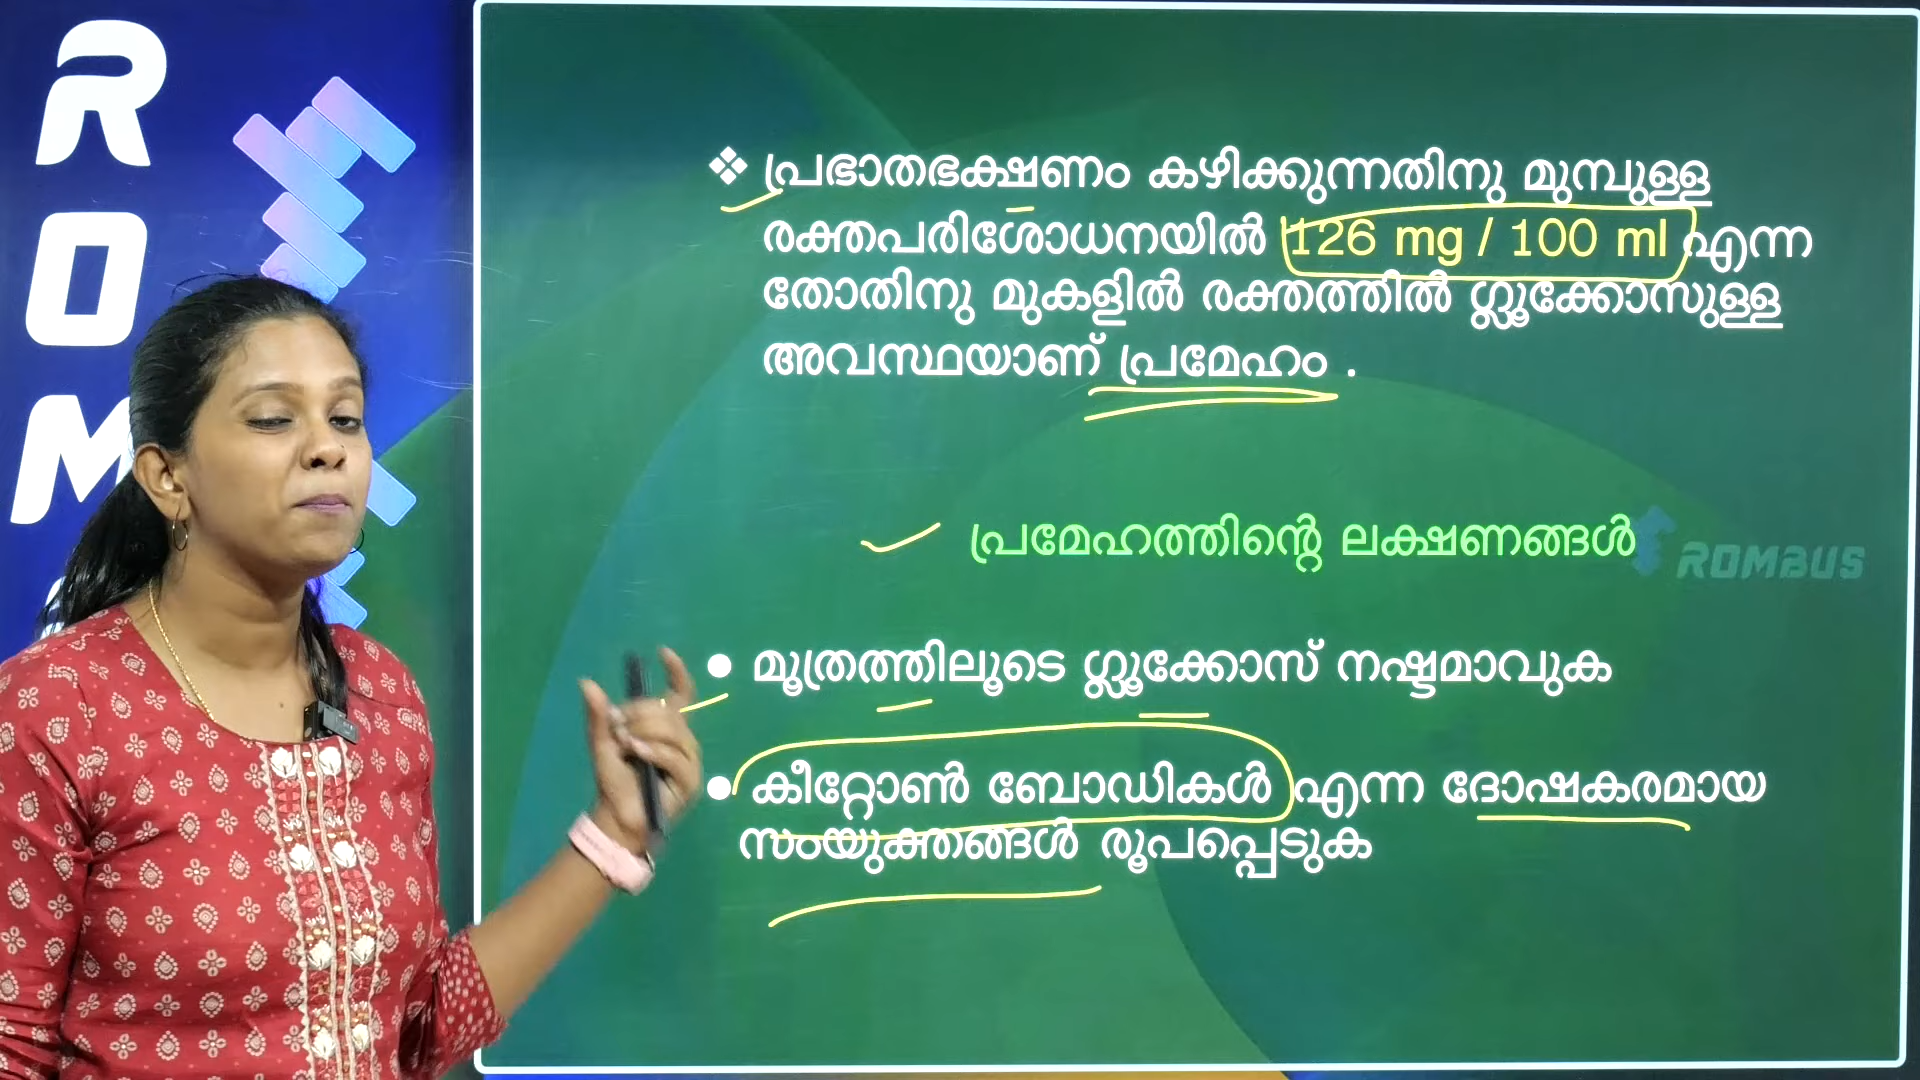 R
O
M
❖ പ്രഭാതഭക്ഷണം കഴിക്കുന്നതിനു മുമ്പുള്ള
രക്തപരിശോധനയിൽ 126 mg / 100 ml എന്ന
തോതിനു മുകളിൽ രക്തത്തിൽ ഗ്ലൂക്കോസുള്ള
അവസ്ഥയാണ് പ്രമേഹം .
പ്രമേഹത്തിന്റെ ലക്ഷണങ്ങൾ
ROMBUS
● മൂത്രത്തിലൂടെ ഗ്ലൂക്കോസ് നഷ്ടമാവുക
● കീറ്റോൺ ബോഡികൾ എന്ന ദോഷകരമായ
സംയുക്തങ്ങൾ രൂപപ്പെടുക